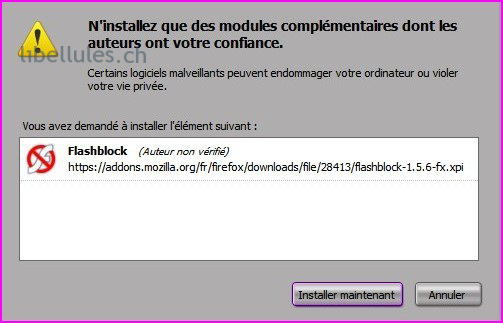 N'installez que des modules complémentaires dont les
auteurs ont votre confiance.
libellules.ch
Certains logiciels malveillants peuvent endommager votre ordinateur ou violer
votre vie privée.
Vous avez demandé à installer l'élément suivant :
Flashblock (Auteur non vérifié)
https://addons.mozilla.org/fr/firefox/downloads/file/28413/flashblock-1.5.6-fx.xpi
Installer maintenant Annuler